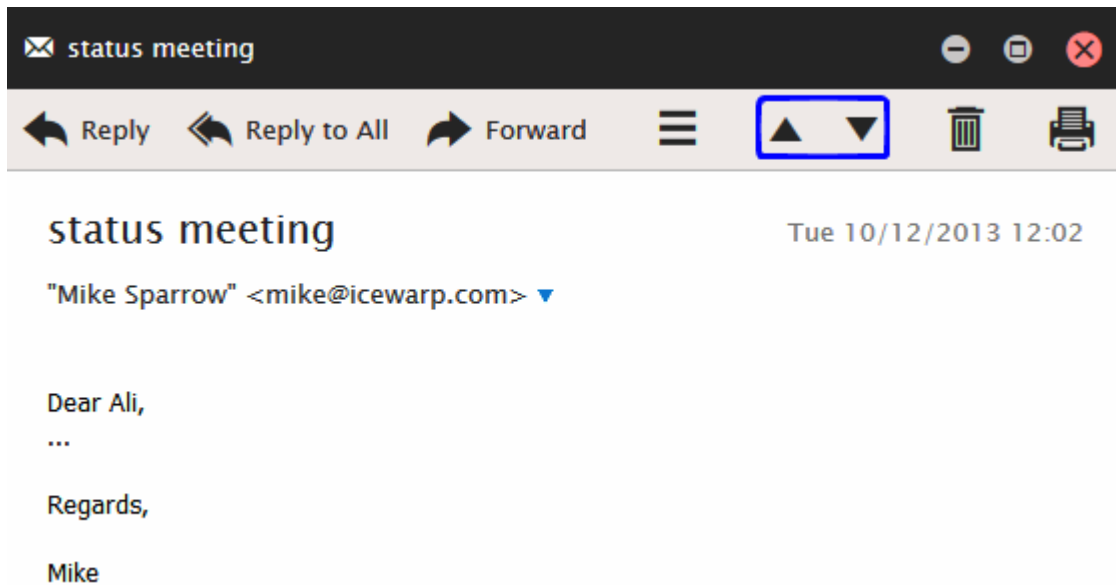 status meeting
Reply Reply to All Forward
status meeting Tue 10/12/2013 12:02
"Mike Sparrow" <mike@icewarp.com>
Dear Ali,
...
Regards,
Mike